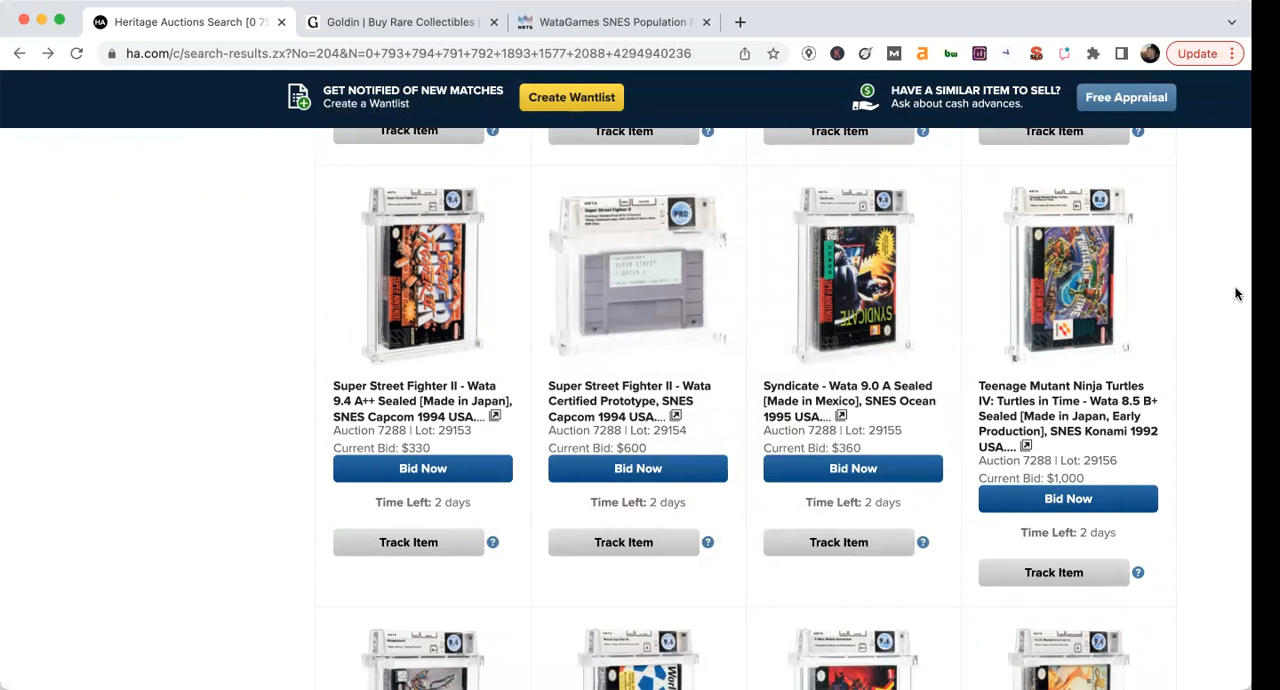 Heritage Auctions Search [0 79
Goldin | Buy Rare Collectibles |
WataGames SNES Population R
ha.com/c/search-results.zx?No=204&N=0+793+794+791+792+1893+1577+2088+4294940236
Update
GET NOTIFIED OF NEW MATCHES
Create a Wantlist
Create Wantlist
HAVE A SIMILAR ITEM TO SELL?
Ask about cash advances.
Free Appraisal
Track Item ?
Track Item ?
Track Item ?
Track Item ?
Super Street Fighter II - Wata
9.4 A++ Sealed [Made in Japan],
SNES Capcom 1994 USA....
Auction 7288 | Lot: 29153
Current Bid: $330
Bid Now
Time Left: 2 days
Track Item ?
Super Street Fighter II - Wata
Certified Prototype, SNES
Capcom 1994 USA....
Auction 7288 | Lot: 29154
Current Bid: $600
Bid Now
Time Left: 2 days
Track Item ?
Syndicate - Wata 9.0 A Sealed
[Made in Mexico], SNES Ocean
1995 USA....
Auction 7288 | Lot: 29155
Current Bid: $360
Bid Now
Time Left: 2 days
Track Item ?
Teenage Mutant Ninja Turtles
IV: Turtles in Time - Wata 8.5 B+
Sealed [Made in Japan, Early
Production], SNES Konami 1992
USA....
Auction 7288 | Lot: 29156
Current Bid: $1,000
Bid Now
Time Left: 2 days
Track Item ?